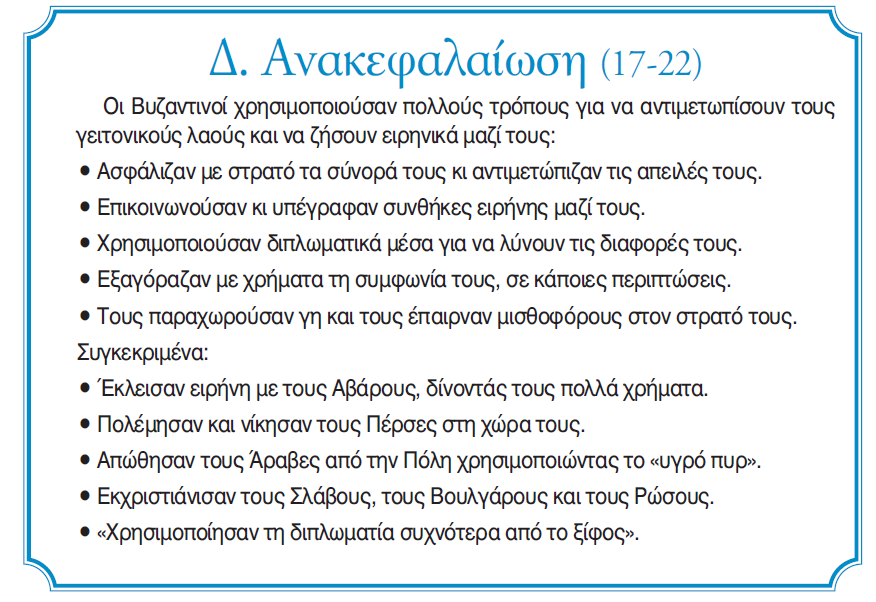 Δ. Ανακεφαλαίωση (17-22)
Οι Βυζαντινοί χρησιμοποιούσαν πολλούς τρόπους για να αντιμετωπίσουν τους
γειτονικούς λαούς και να ζήσουν ειρηνικά μαζί τους:
• Ασφάλιζαν με στρατό τα σύνορά τους κι αντιμετώπιζαν τις απειλές τους.
• Επικοινωνούσαν κι υπέγραφαν συνθήκες ειρήνης μαζί τους.
• Χρησιμοποιούσαν διπλωματικά μέσα για να λύνουν τις διαφορές τους.
• Εξαγόραζαν με χρήματα τη συμφωνία τους, σε κάποιες περιπτώσεις.
• Τους παραχωρούσαν γη και τους έπαιρναν μισθοφόρους στον στρατό τους.
Συγκεκριμένα:
• Έκλεισαν ειρήνη με τους Αβάρους, δίνοντάς τους πολλά χρήματα.
• Πολέμησαν και νίκησαν τους Πέρσες στη χώρα τους.
• Απώθησαν τους Άραβες από την Πόλη χρησιμοποιώντας το «υγρό πυρ».
• Εκχριστιάνισαν τους Σλάβους, τους Βουλγάρους και τους Ρώσους.
• «Χρησιμοποίησαν τη διπλωματία συχνότερα από το ξίφος».